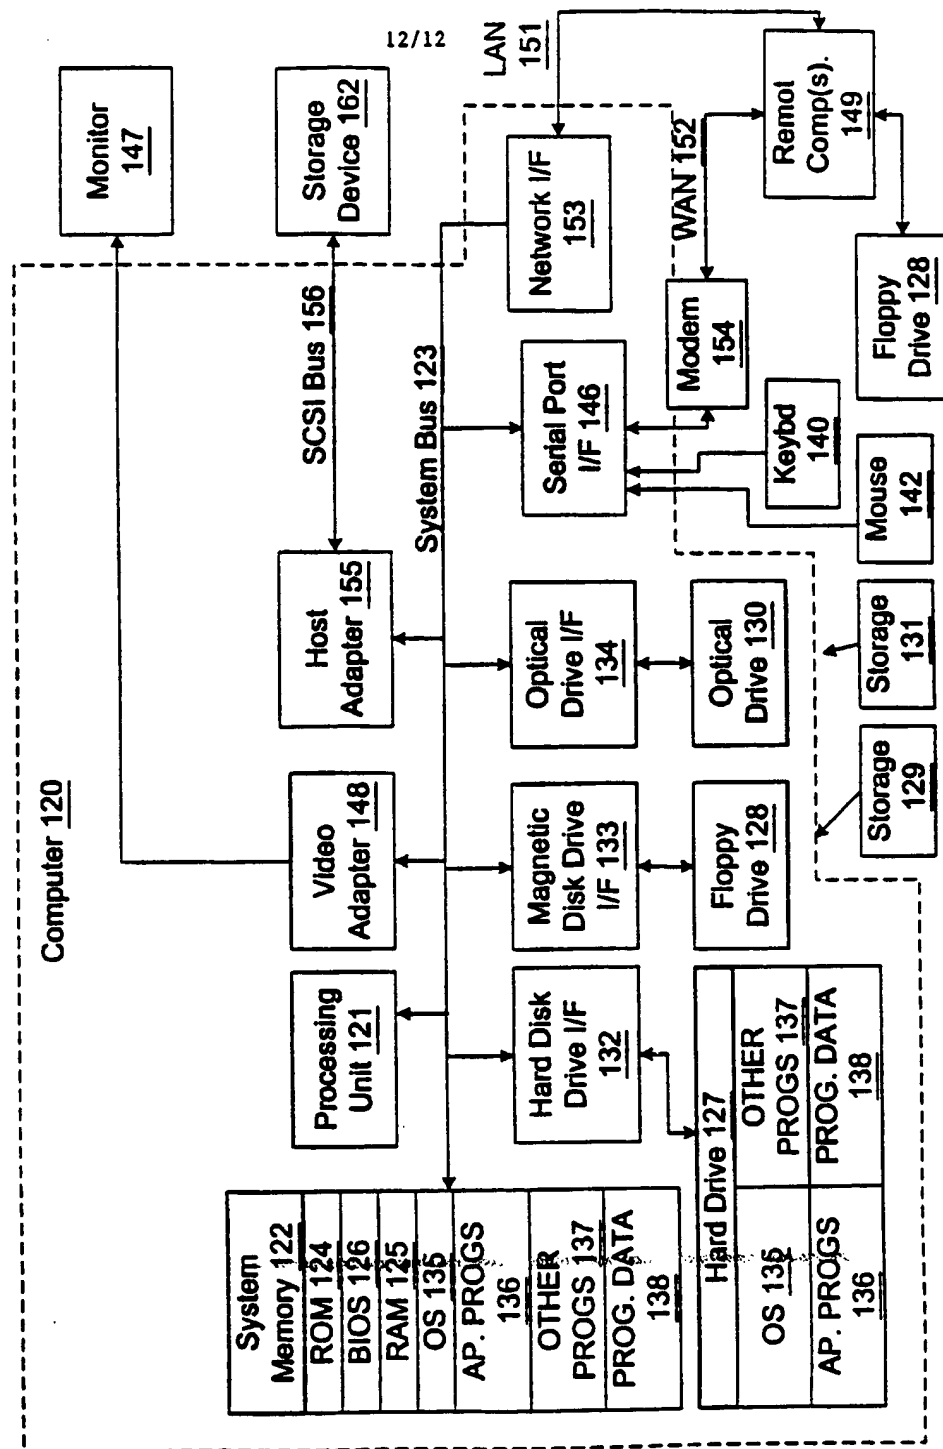 12/12
Computer 120
Monitor
147
Storage
Device 162
SCSI Bus 156
Processing
Unit 121
Video
Adapter 148
Host
Adapter 155
System Bus 123
LAN
151
System
Memory 122
ROM 124
BIOS 126
RAM 125
OS 135
AP. PROGS
136
OTHER
PROGS 137
PROG. DATA
138
Hard Disk
Drive I/F
132
Magnetic
Disk Drive
I/F 133
Optical
Drive I/F
134
Serial Port
I/F 146
Network I/F
153
WAN 152
Hard Drive 127
OS 135
OTHER
PROGS 137
AP. PROGS
136
PROG. DATA
138
Floppy
Drive 128
Optical
Drive 130
Modem
154
Keybd
140
Mouse
142
Remot
Comp(s).
149
Floppy
Drive 128
Storage
129
Storage
131